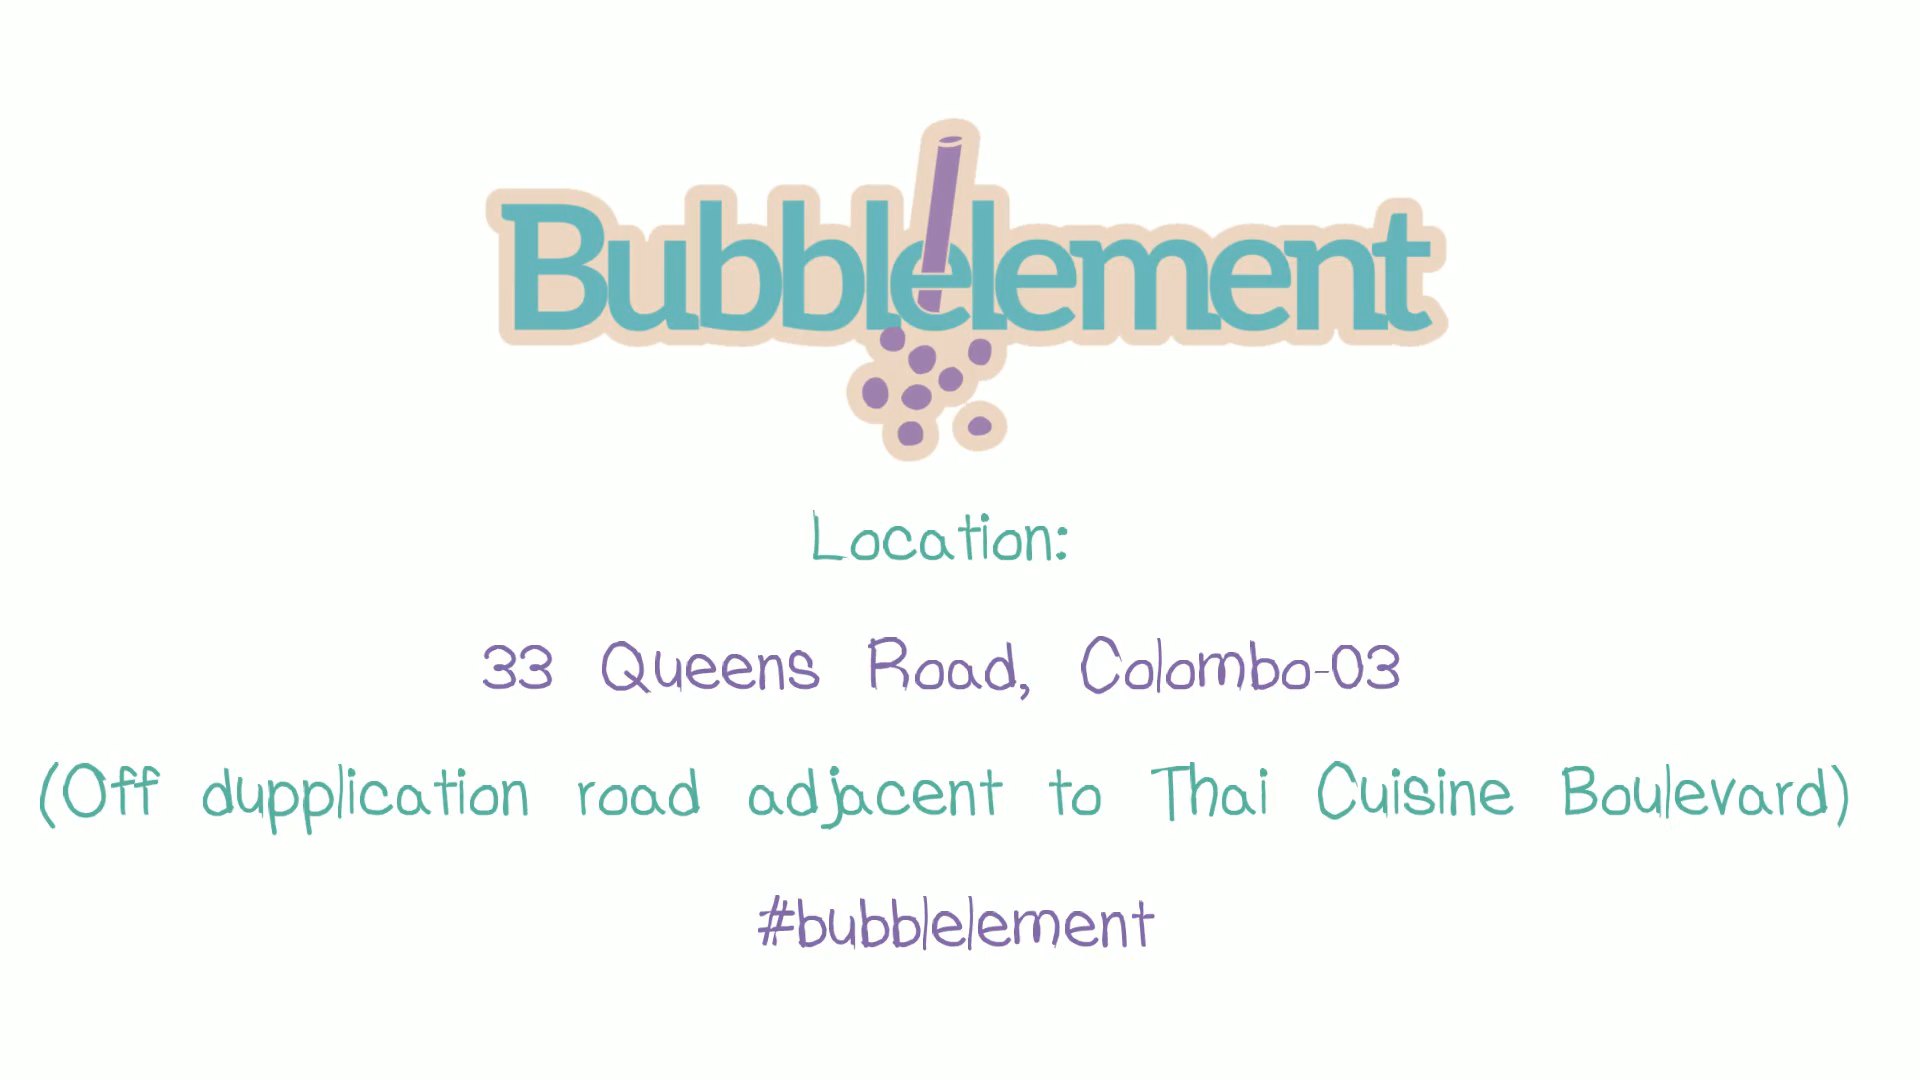 Bubblelement
Location:
33 Queens Road, Colombo-03
(Off dupplication road adjacent to Thai Cuisine Boulevard)
#bubblelement